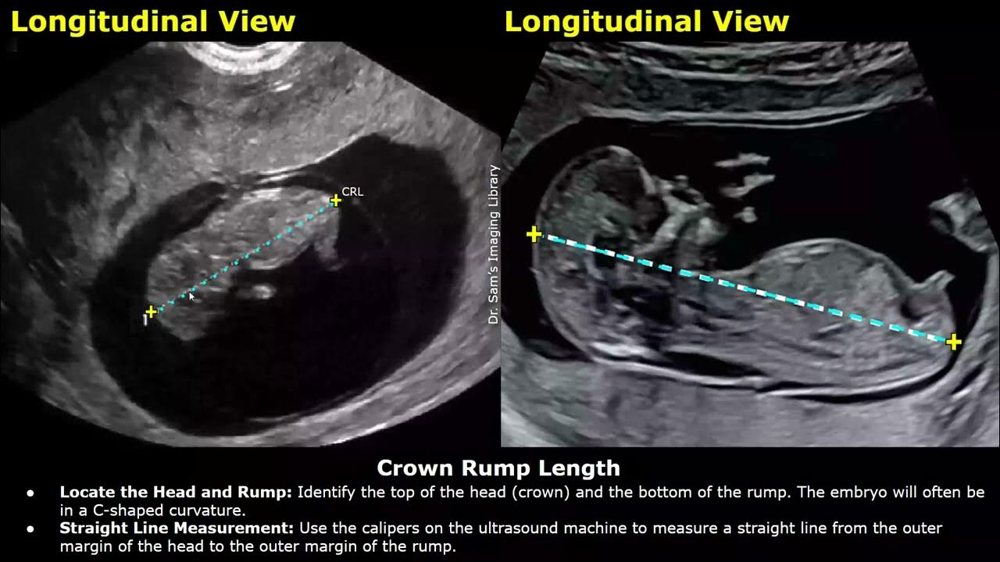 Longitudinal View
Longitudinal View
CRL
Dr. Sam's Imaging Library
Crown Rump Length
● Locate the Head and Rump: Identify the top of the head (crown) and the bottom of the rump. The embryo will often be
in a C-shaped curvature.
● Straight Line Measurement: Use the calipers on the ultrasound machine to measure a straight line from the outer
margin of the head to the outer margin of the rump.